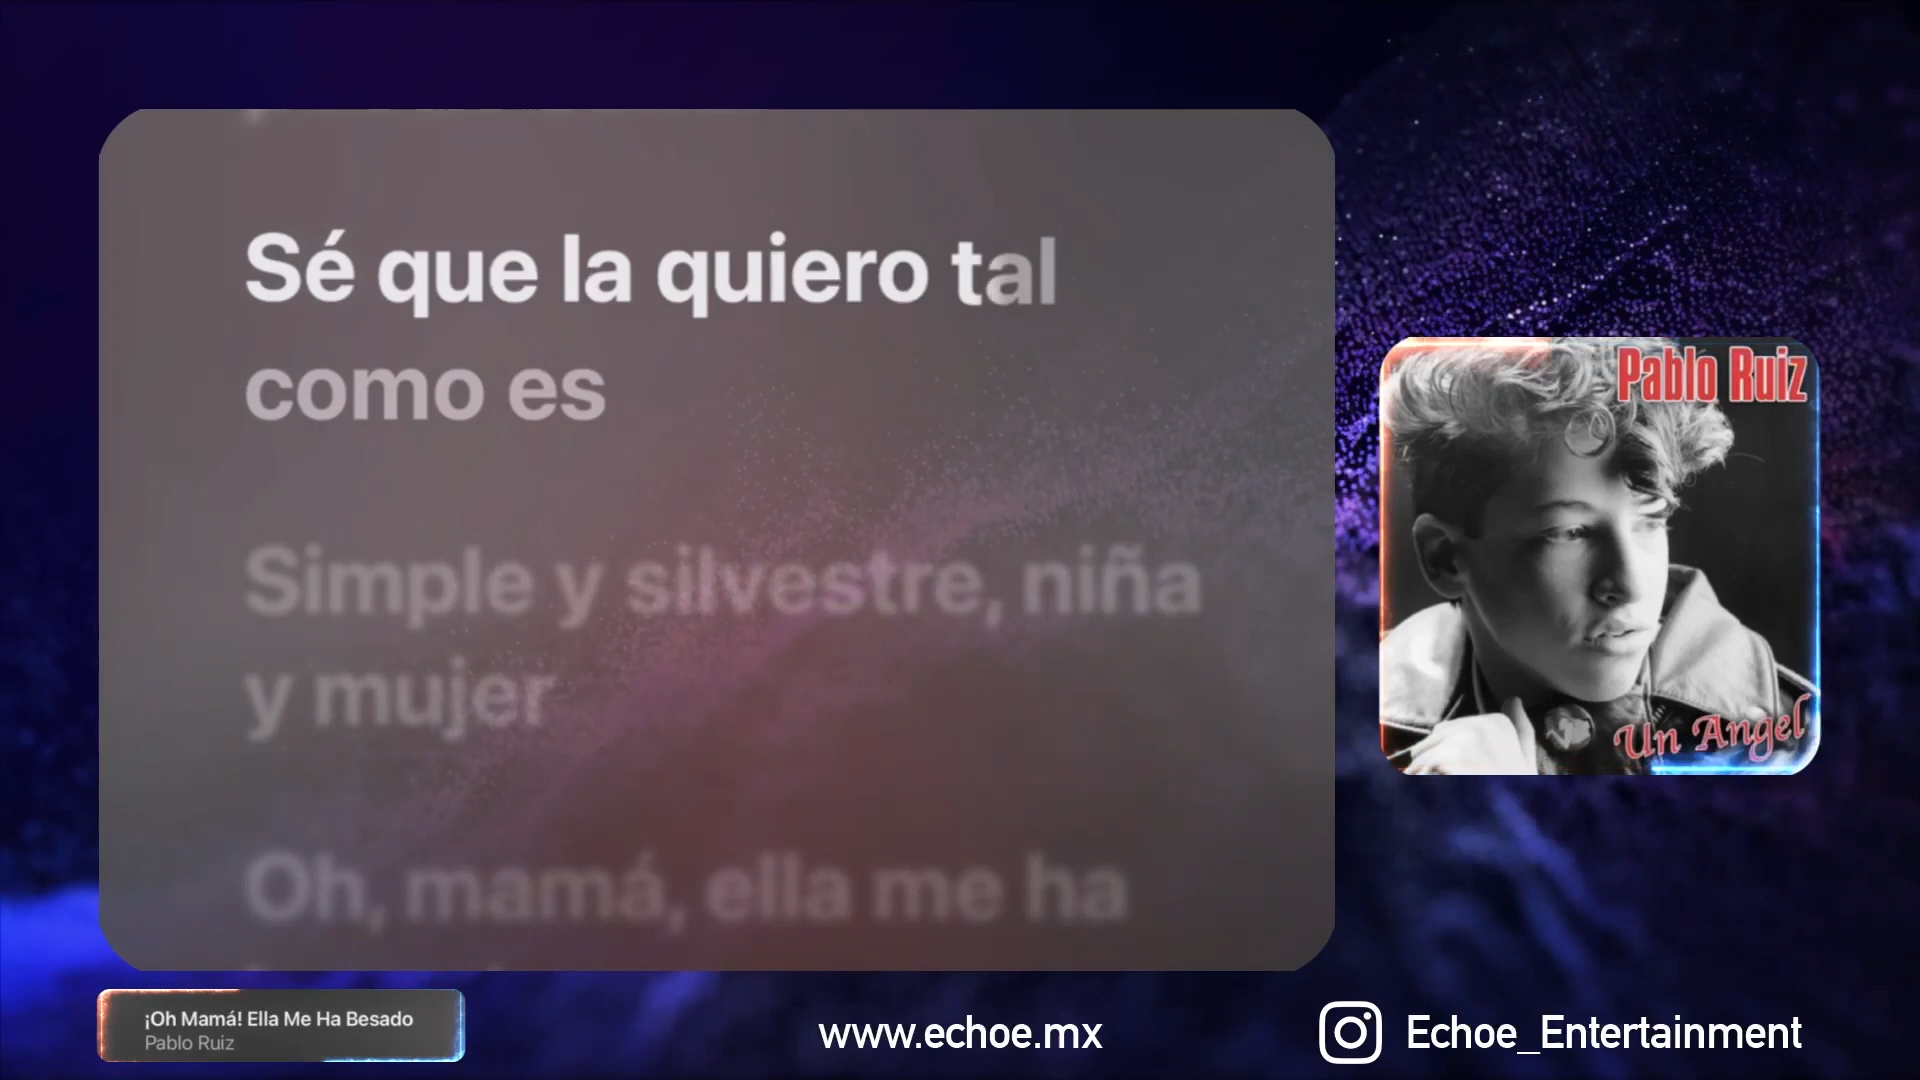 Sé que la quiero tal
como es
Simple y silvestre, niña
y mujer
Oh, mamá, ella me ha
Pablo Ruiz
Un Angel
¡Oh Mamá! Ella Me Ha Besado
Pablo Ruiz
www.echoe.mx
Echoe_Entertainment